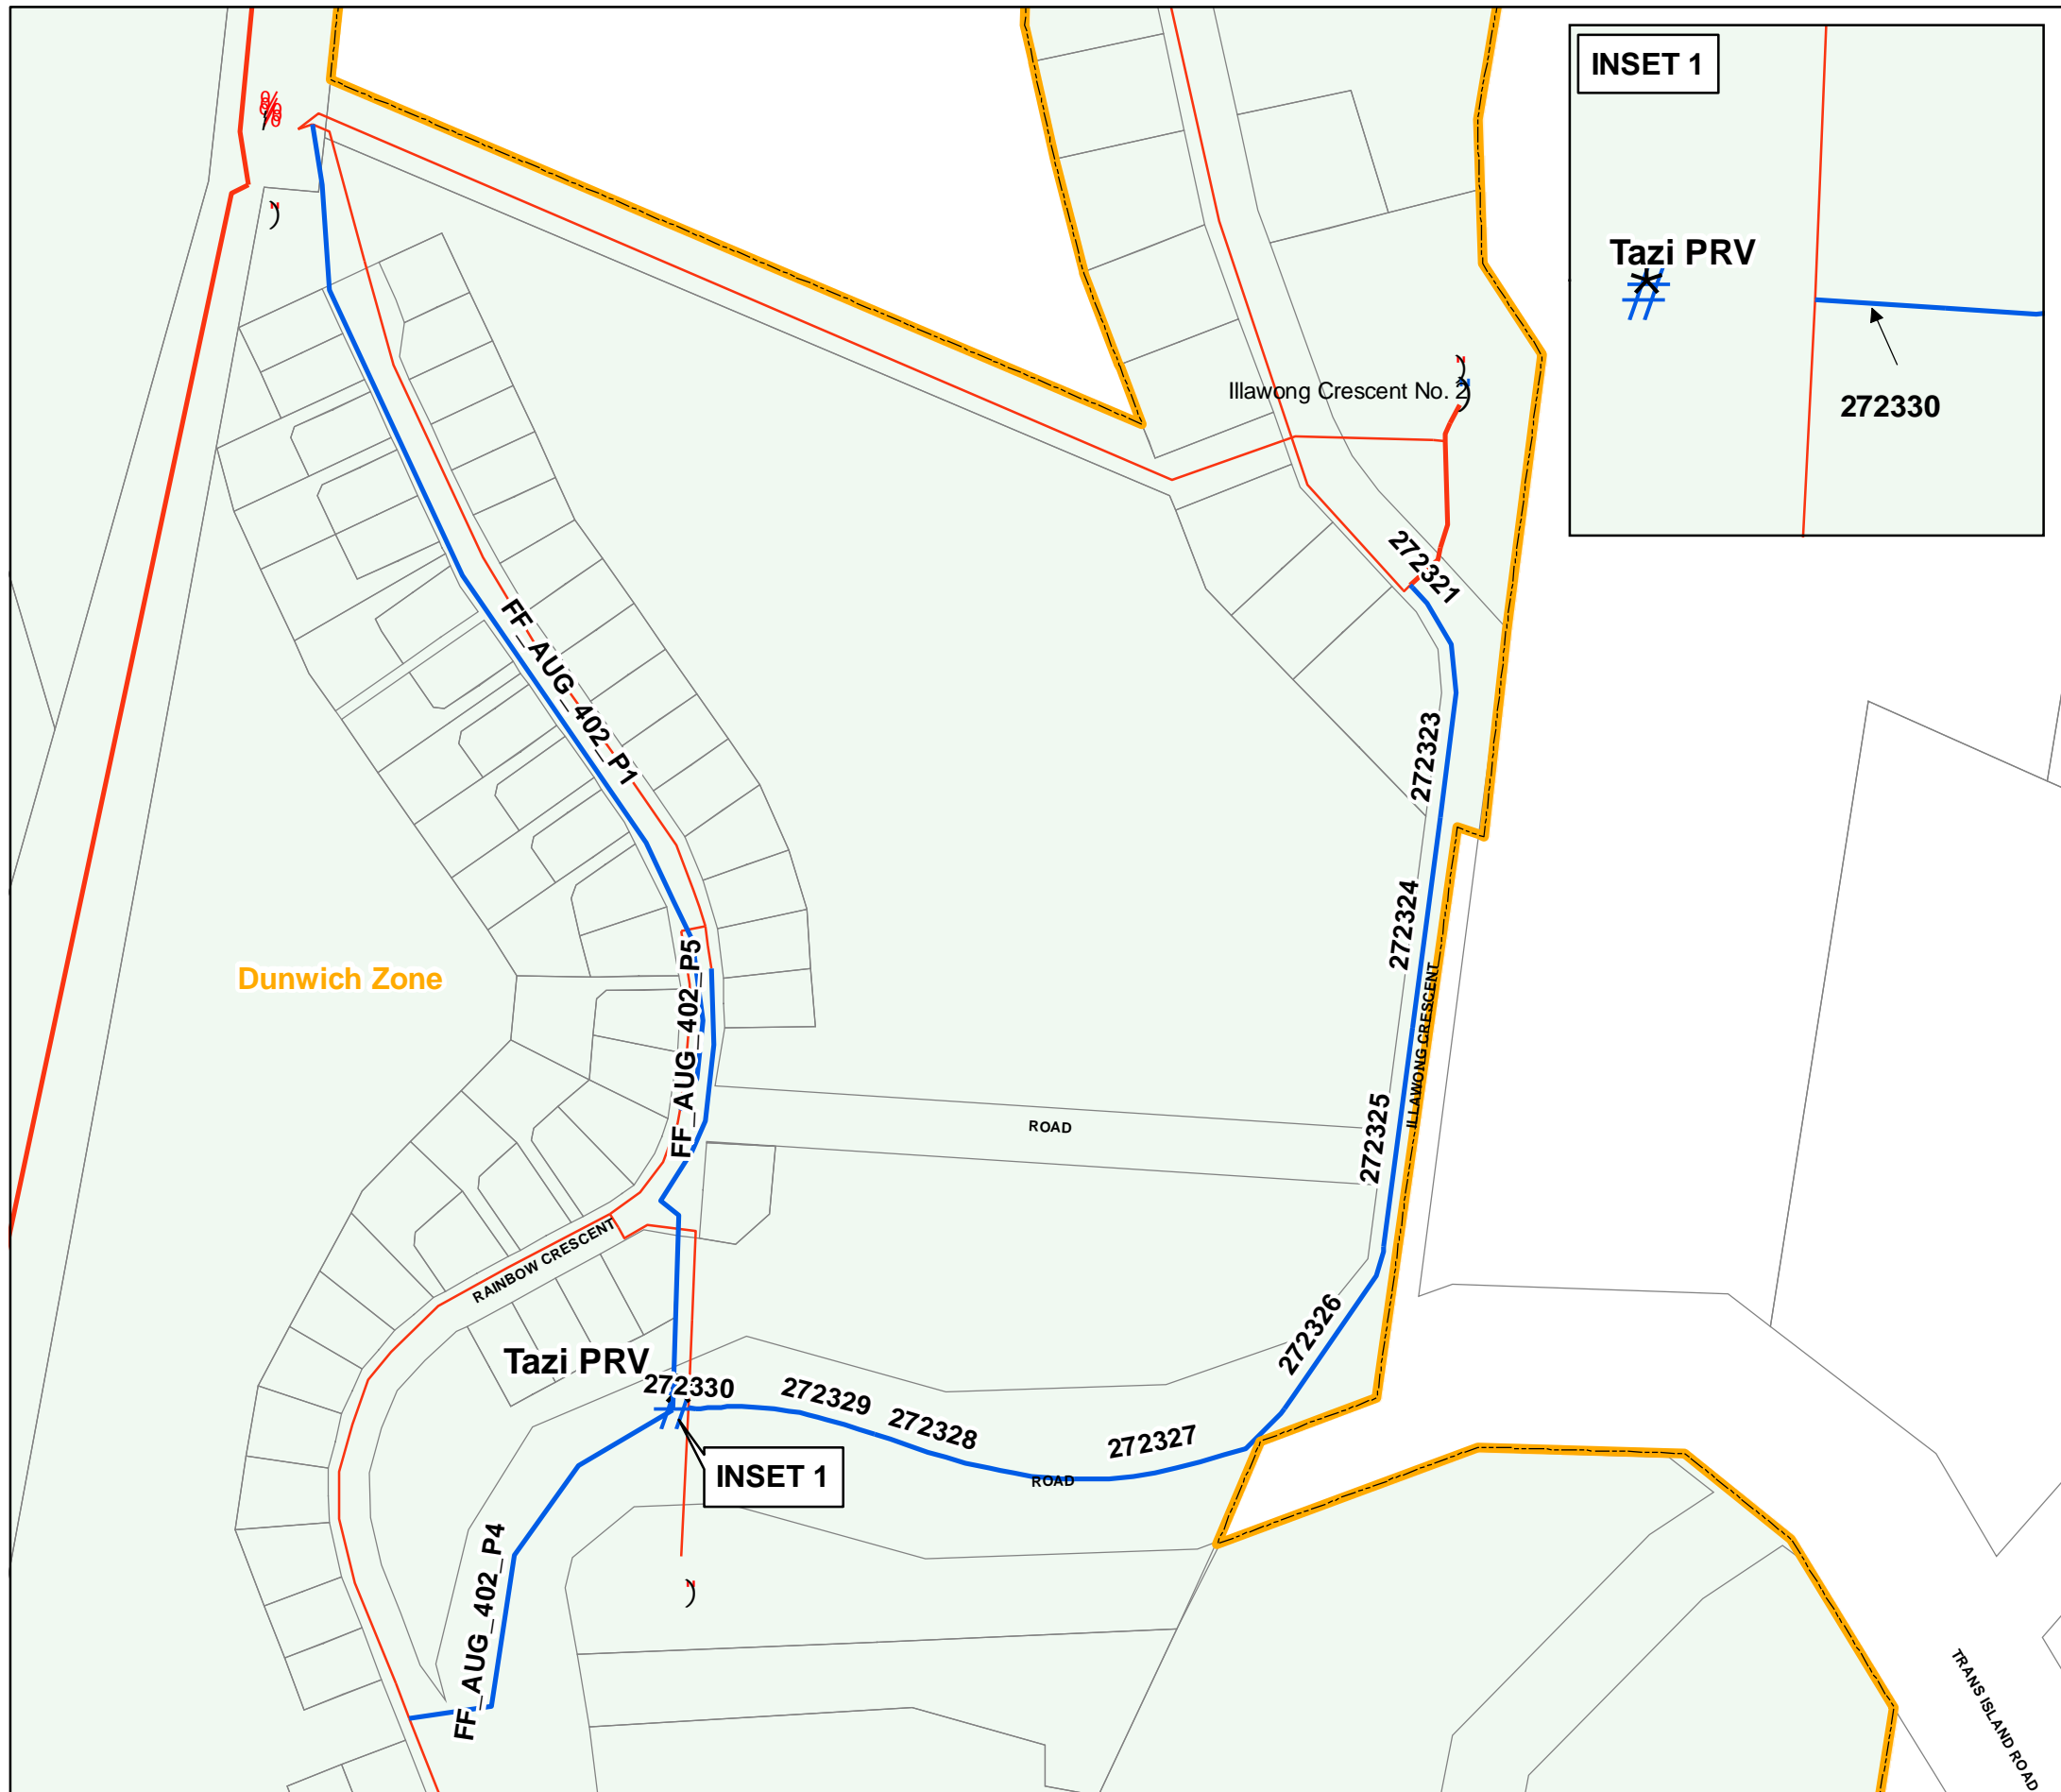 INSET 1
Tazi PRV
272330
Illawong Crescent No. 2
272321
FF_AUG_402_P1
272323
272324
FF_AUG_402_P5
Dunwich Zone
ILLAWONG CRESCENT
ROAD
272325
RAINBOW CRESCENT
272326
Tazi PRV
272330
272329
272328
272327
INSET 1
ROAD
FF_AUG_402_P4
TRANS ISLAND ROAD